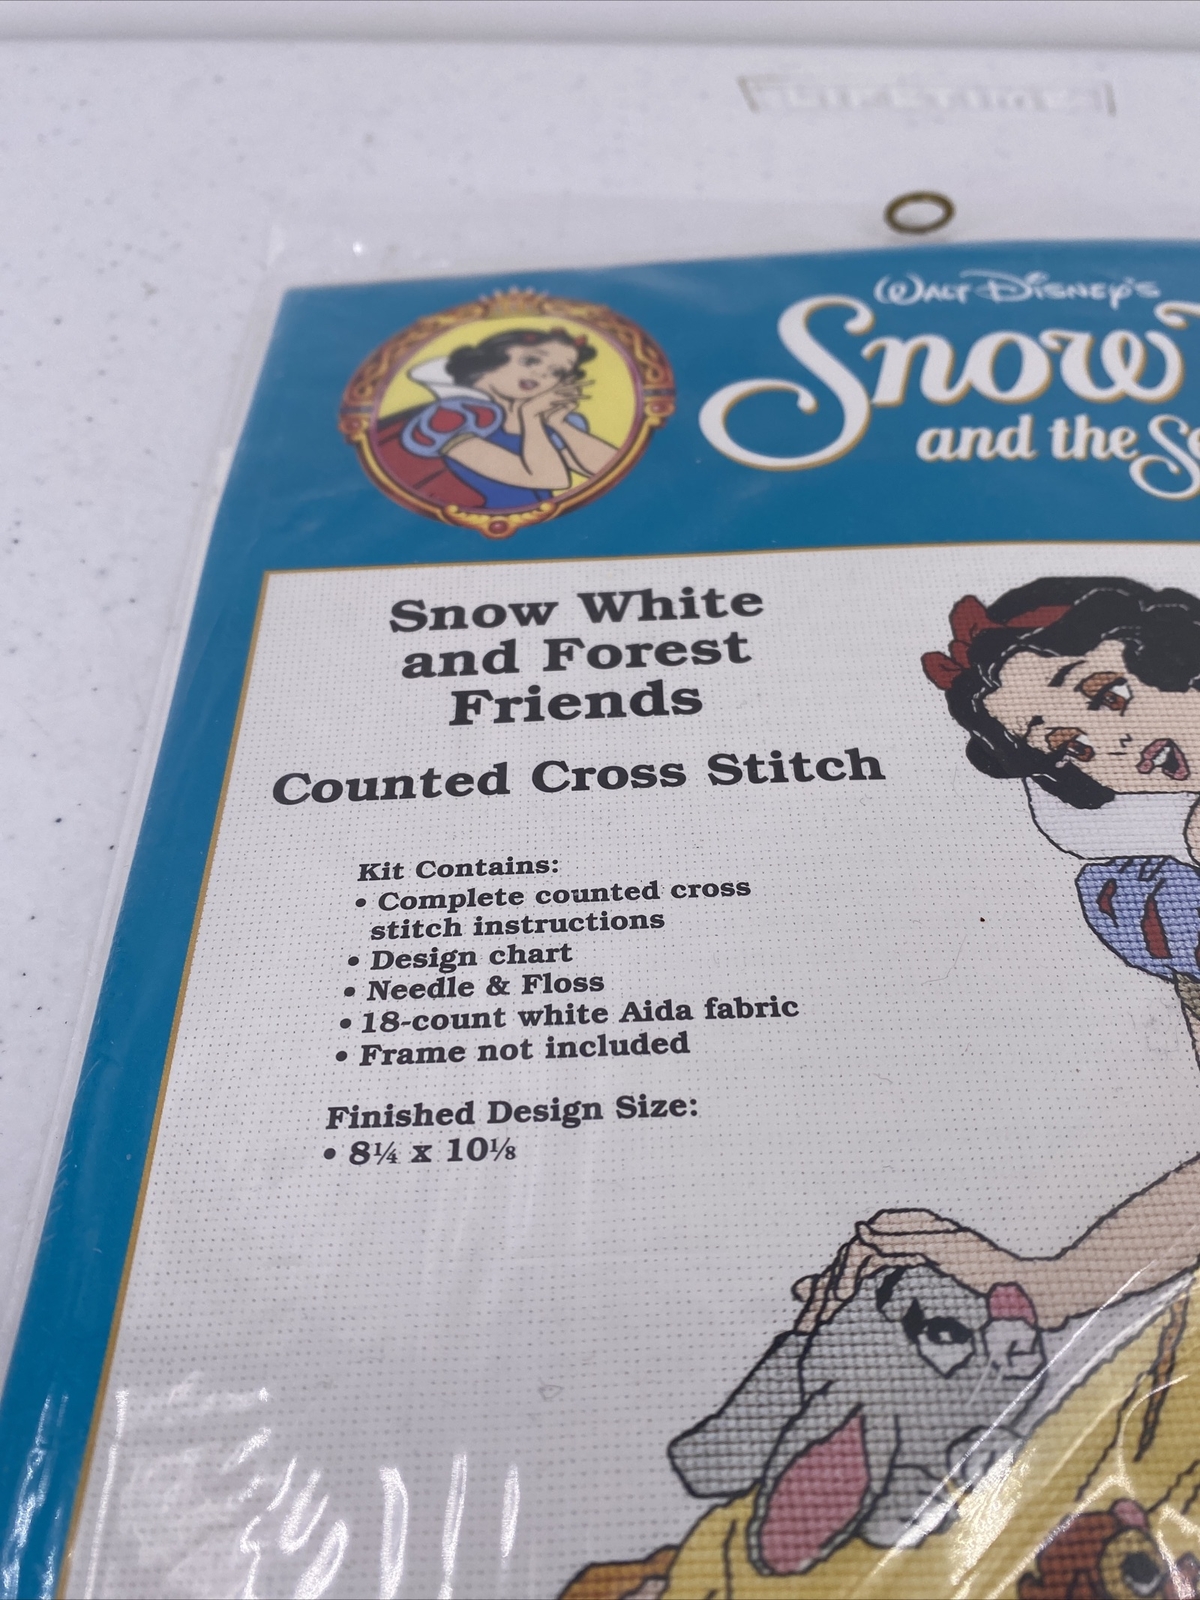 LIFETIME
WALT DISNEY'S
Snow
and the
Snow White
and Forest
Friends
Counted Cross Stitch
Kit Contains:
• Complete counted cross
stitch instructions
• Design chart
• Needle & Floss
• 18-count white Aida fabric
• Frame not included
Finished Design Size:
• 8¼ x 10⅛